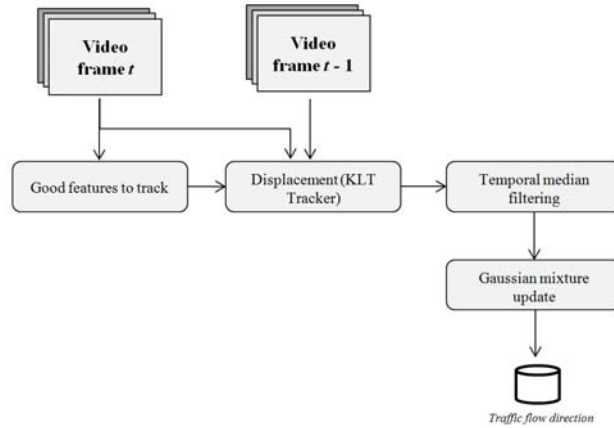 Video
frame t
Video
frame t - 1
Good features to track
Displacement (KLT
Tracker)
Temporal median
filtering
Gaussian mixture
update
Traffic flow direction